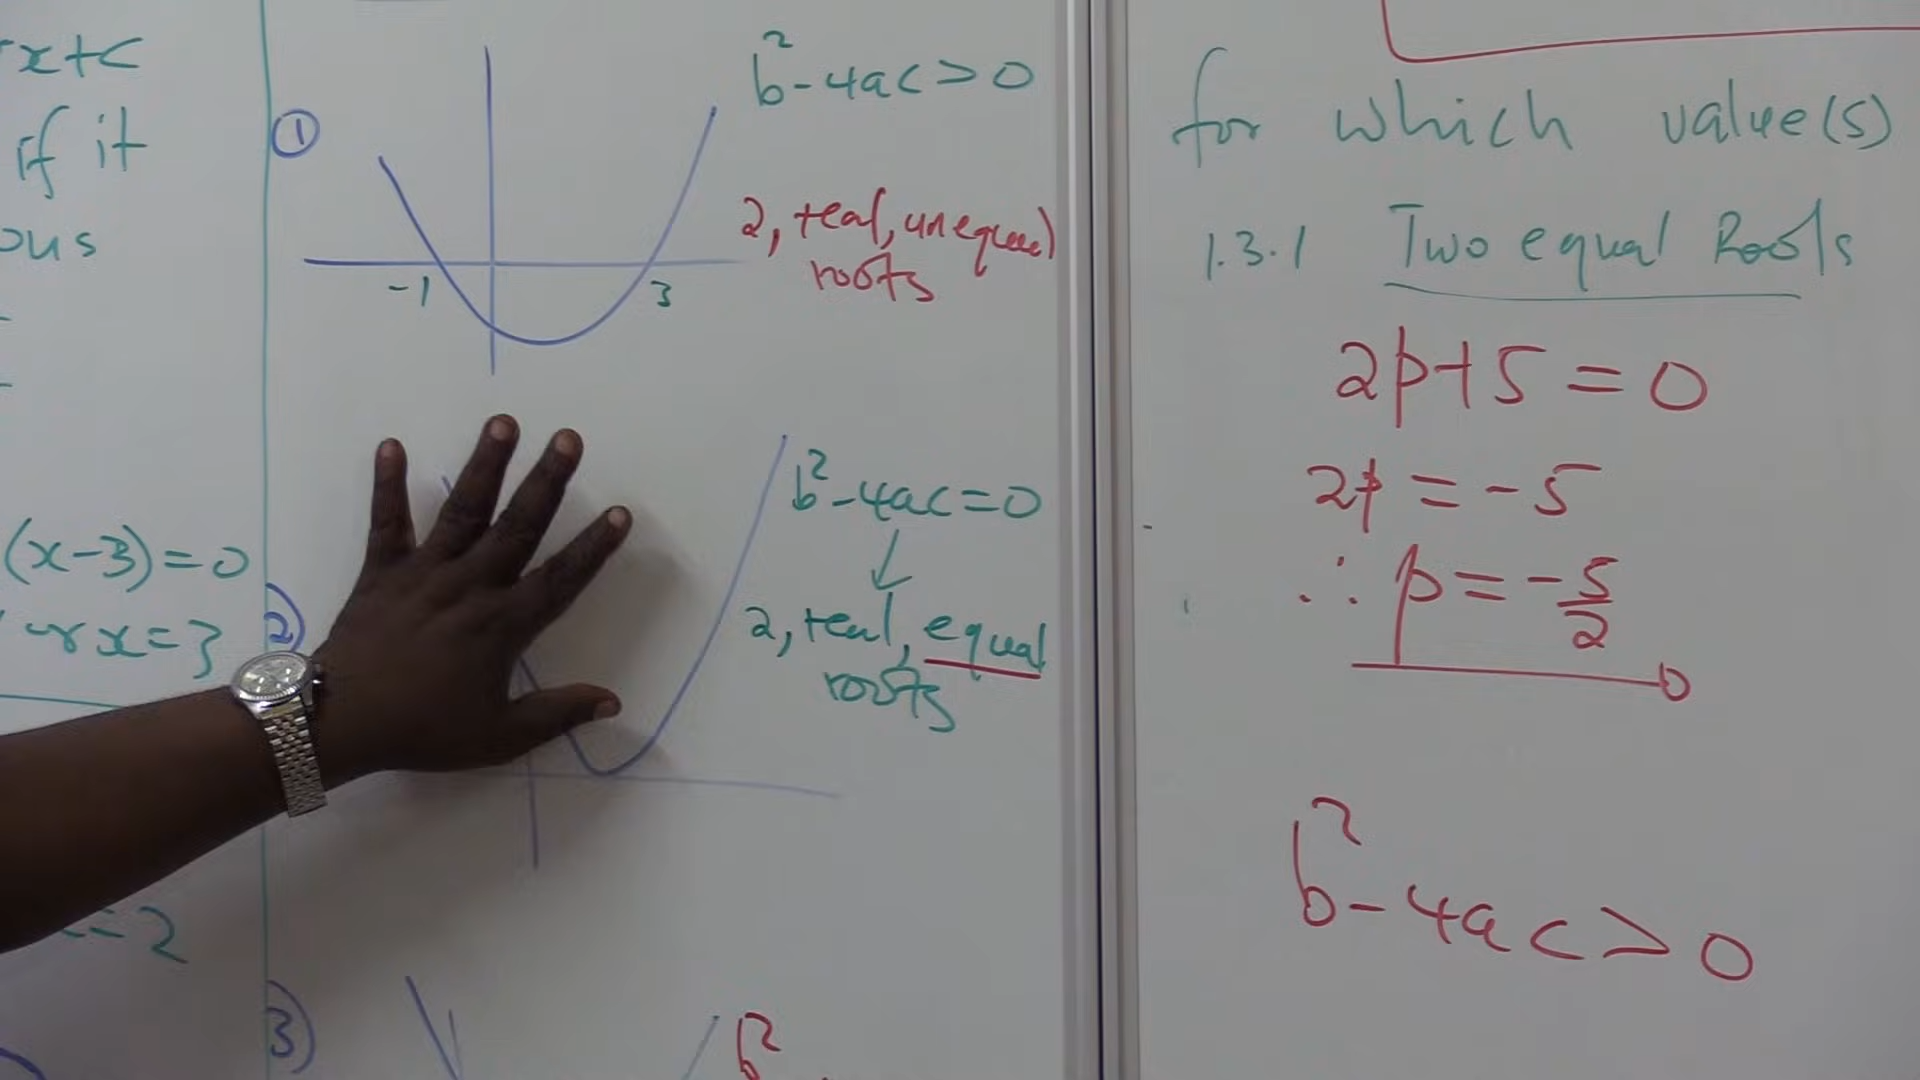 x+c
if it
ous
(x-3)=0
or x=3
=2
①
b²-4ac>0
2, real, unequal
roots
-1
3
2)
b²-4ac=0
↓
2, real, equal
roots
3)
b²
for which value(s)
1.3.1 Two equal Roots
2p+5=0
2p=-5
∴ p=-5/2
b²-4ac>0